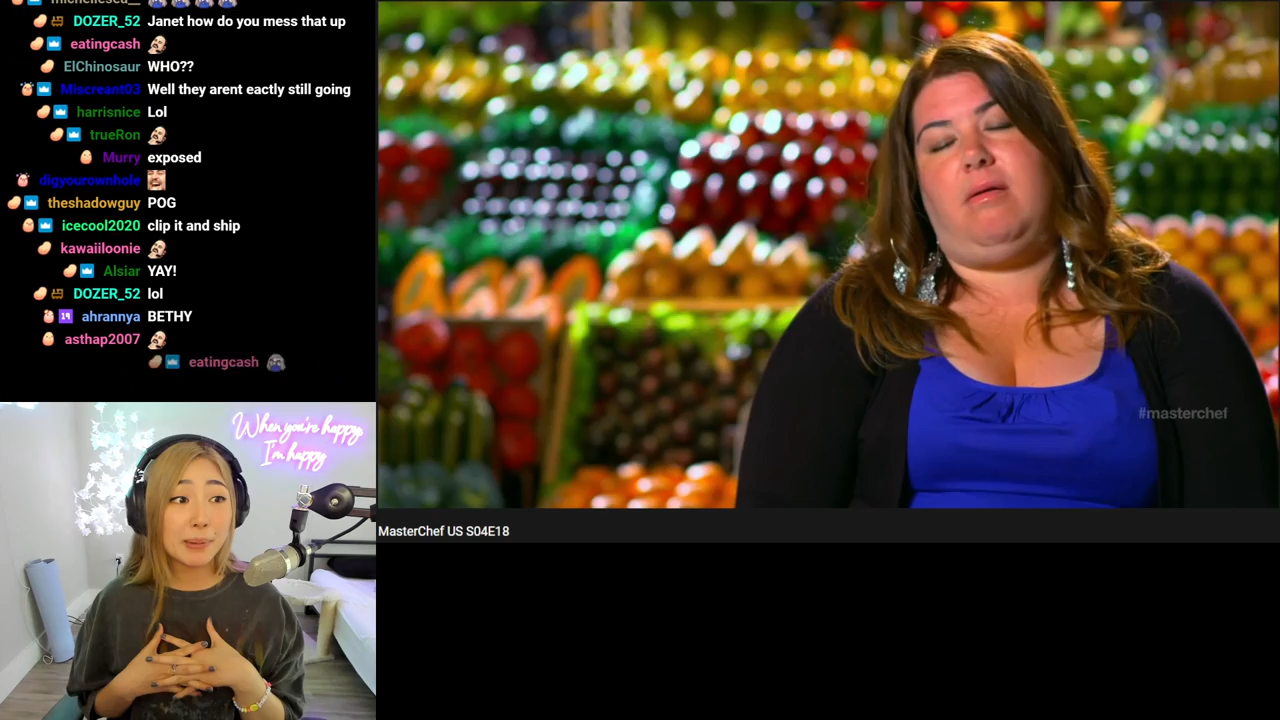 DOZER_52 Janet how do you mess that up
eatingcash
ElChinosaur WHO??
Miscreant03 Well they arent eactly still going
harrisnice Lol
trueRon
Murry exposed
digyourownhole
theshadowguy POG
icecool2020 clip it and ship
kawaiiloonie
Alsiar YAY!
DOZER_52 lol
19 ahrannya BETHY
asthap2007
eatingcash
When you're happy
I'm happy
#masterchef
MasterChef US S04E18